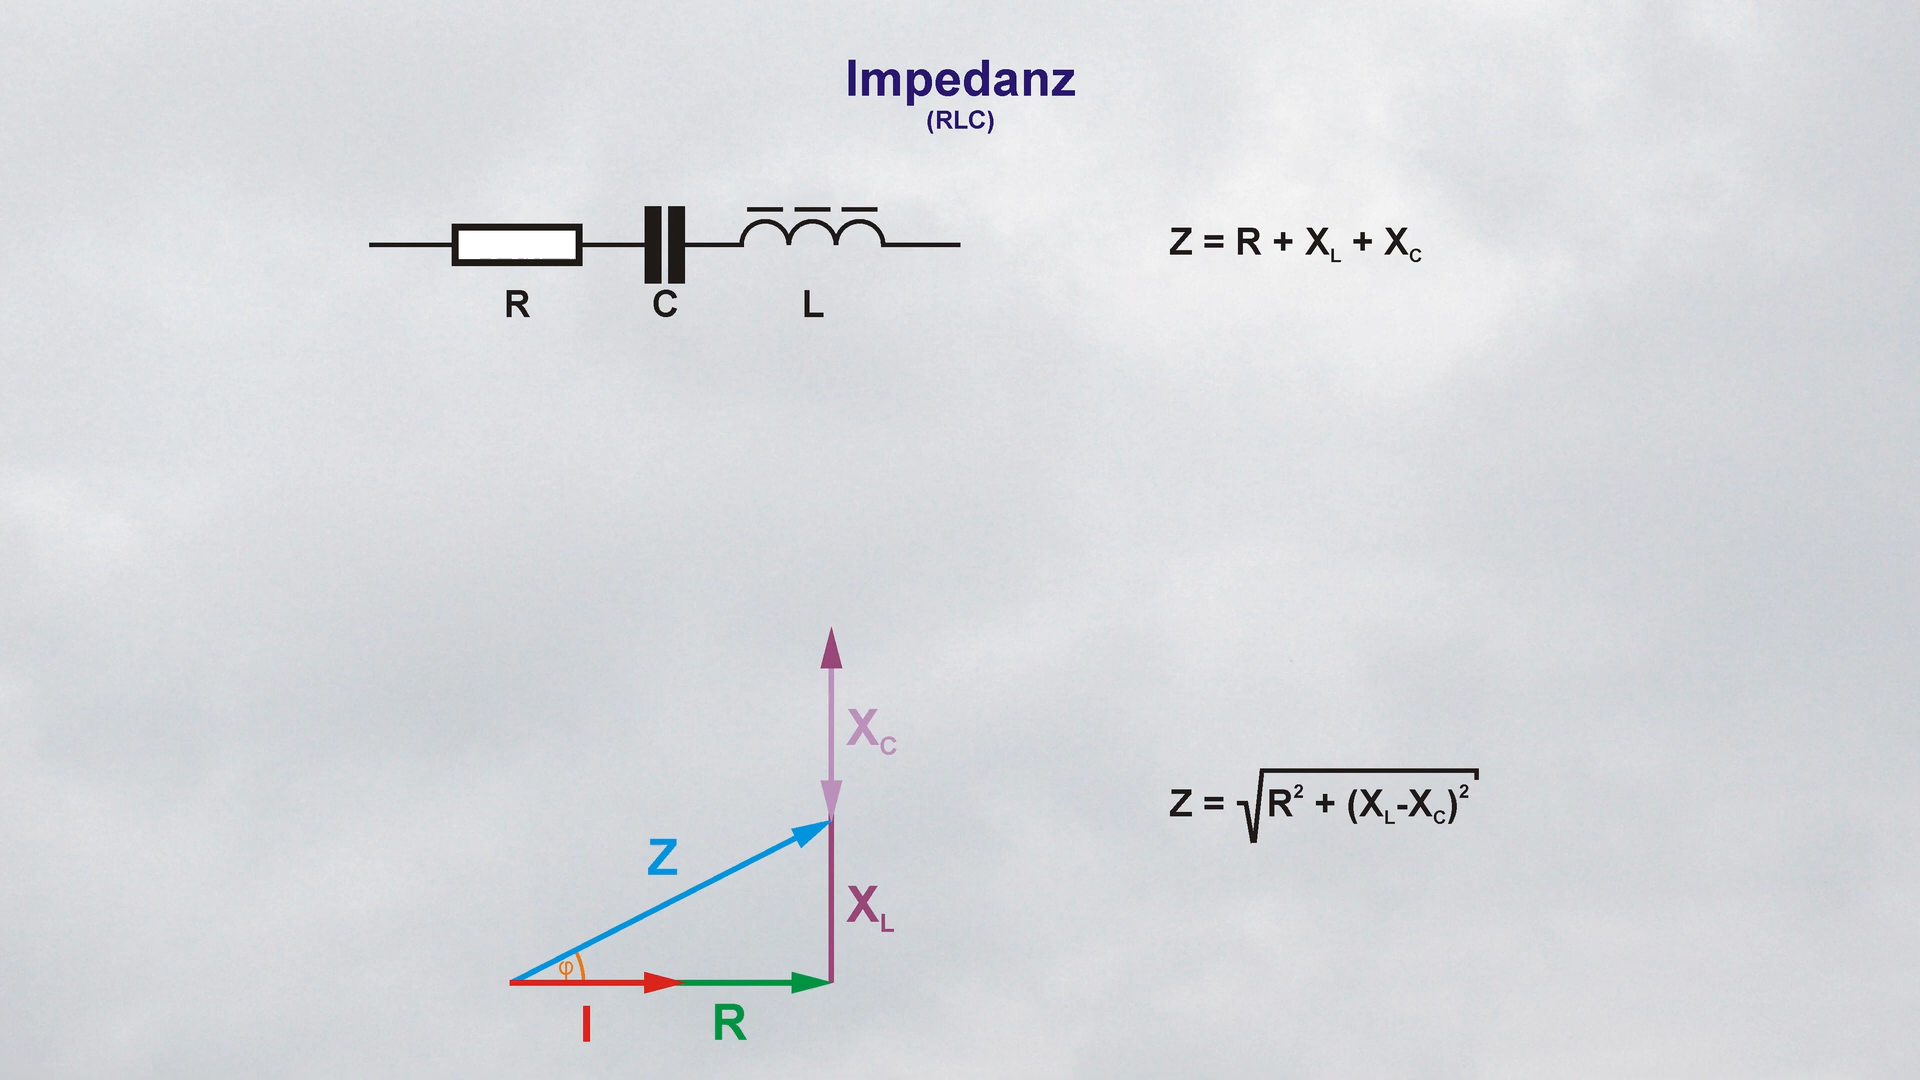 Impedanz
(RLC)
R C L
Z = R + X_L + X_C
X_C
Z = √R² + (X_L-X_C)²
Z
X_L
φ
I R